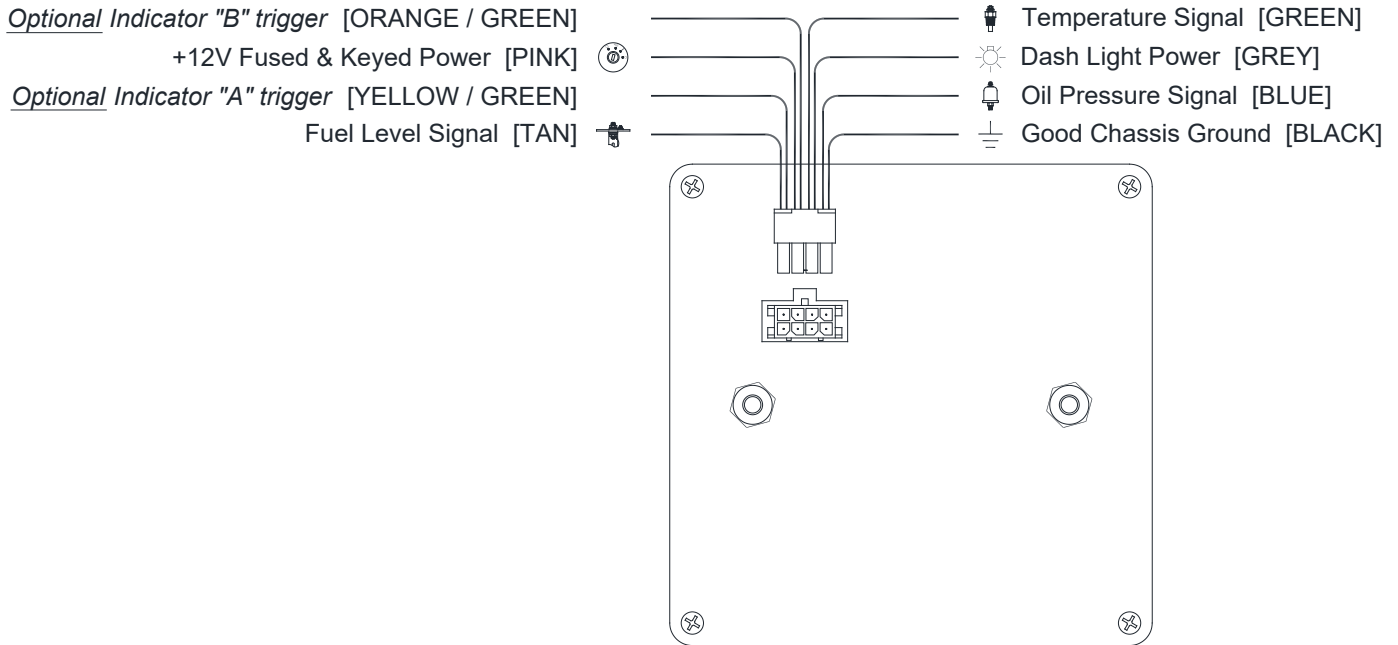 Optional Indicator "B" trigger [ORANGE / GREEN]
+12V Fused & Keyed Power [PINK]
Optional Indicator "A" trigger [YELLOW / GREEN]
Fuel Level Signal [TAN]
Temperature Signal [GREEN]
Dash Light Power [GREY]
Oil Pressure Signal [BLUE]
Good Chassis Ground [BLACK]